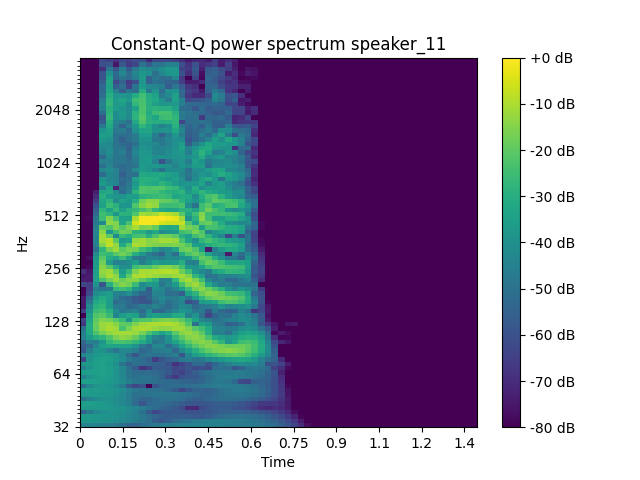 Constant-Q power spectrum speaker_11
Hz
2048
1024
512
256
128
64
32
0 0.15 0.3 0.45 0.6 0.75 0.9 1.1 1.2 1.4
Time
+0 dB
-10 dB
-20 dB
-30 dB
-40 dB
-50 dB
-60 dB
-70 dB
-80 dB